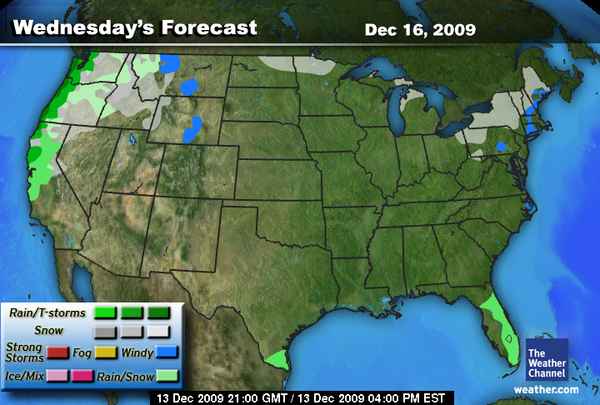 Wednesday's Forecast
Dec 16, 2009
Rain/T-storms
Snow
Strong Storms
Fog
Windy
Ice/Mix
Rain/Snow
The Weather Channel
weather.com
13 Dec 2009 21:00 GMT / 13 Dec 2009 04:00 PM EST